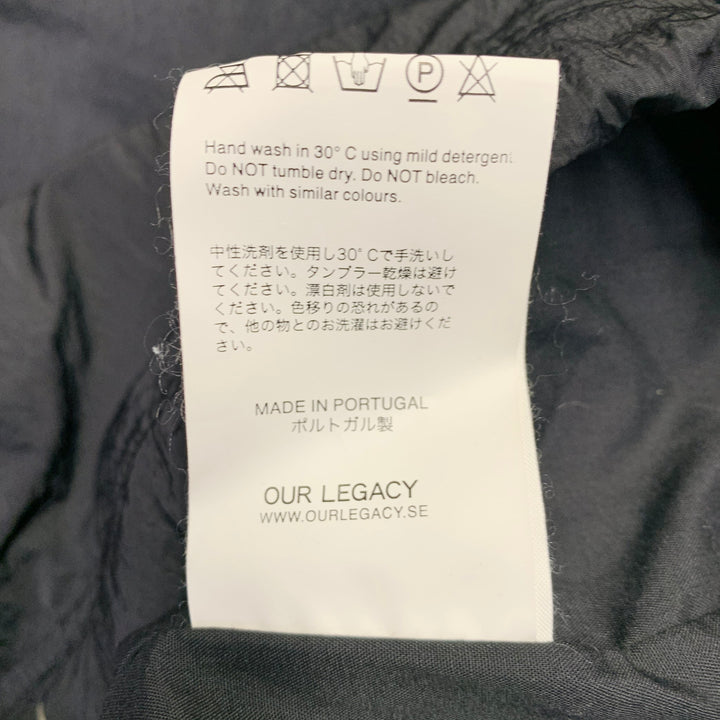 P
Hand wash in 30° C using mild detergent.
Do NOT tumble dry. Do NOT bleach.
Wash with similar colours.
中性洗剤を使用し30° Cで手洗いし
てください。タンブラー乾燥は避け
てください。漂白剤は使用しないで
ください。色移りの恐れがあるの
で、他の物とのお洗濯はお避けくだ
さい。
MADE IN PORTUGAL
ポルトガル製
OUR LEGACY
WWW.OURLEGACY.SE